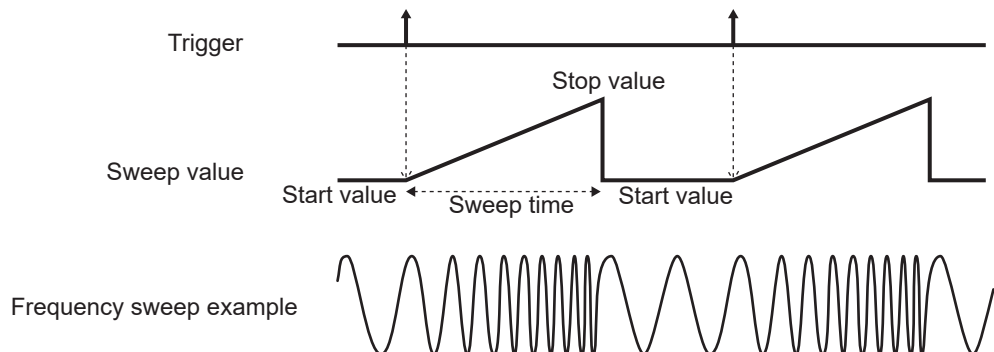 Trigger
Stop value
Sweep value
Start value
Sweep time
Start value
Frequency sweep example